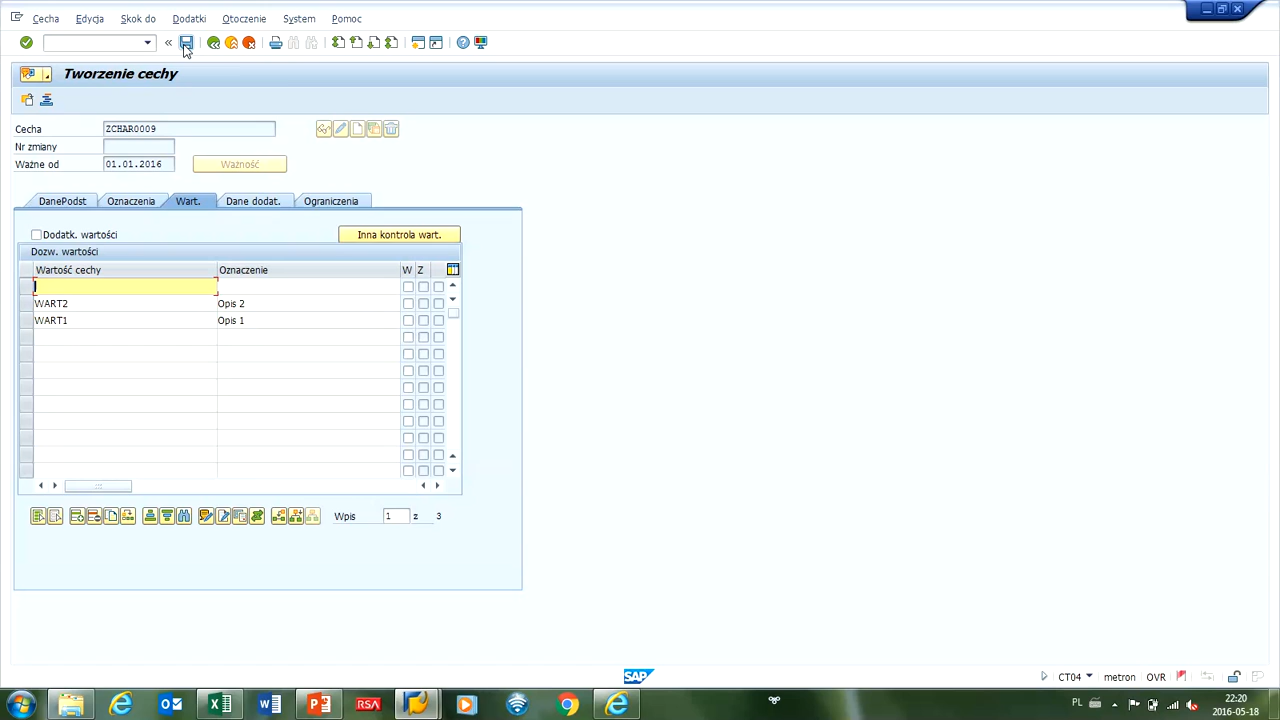 Cecha Edycja Skok do Dodatki Otoczenie System Pomoc
Tworzenie cechy
Cecha ZCHAR0009
Nr zmiany
Ważne od 01.01.2016 Ważność
DanePodst Oznaczenia Wart. Dane dodat. Ograniczenia
Dodatk. wartości Inna kontrola wart.
Dozw. wartości
Wartość cechy Oznaczenie W Z
WART2 Opis 2
WART1 Opis 1
Wpis 1 z 3
SAP
CT04 metron OVR
RSA PL 22:20
2016-05-18